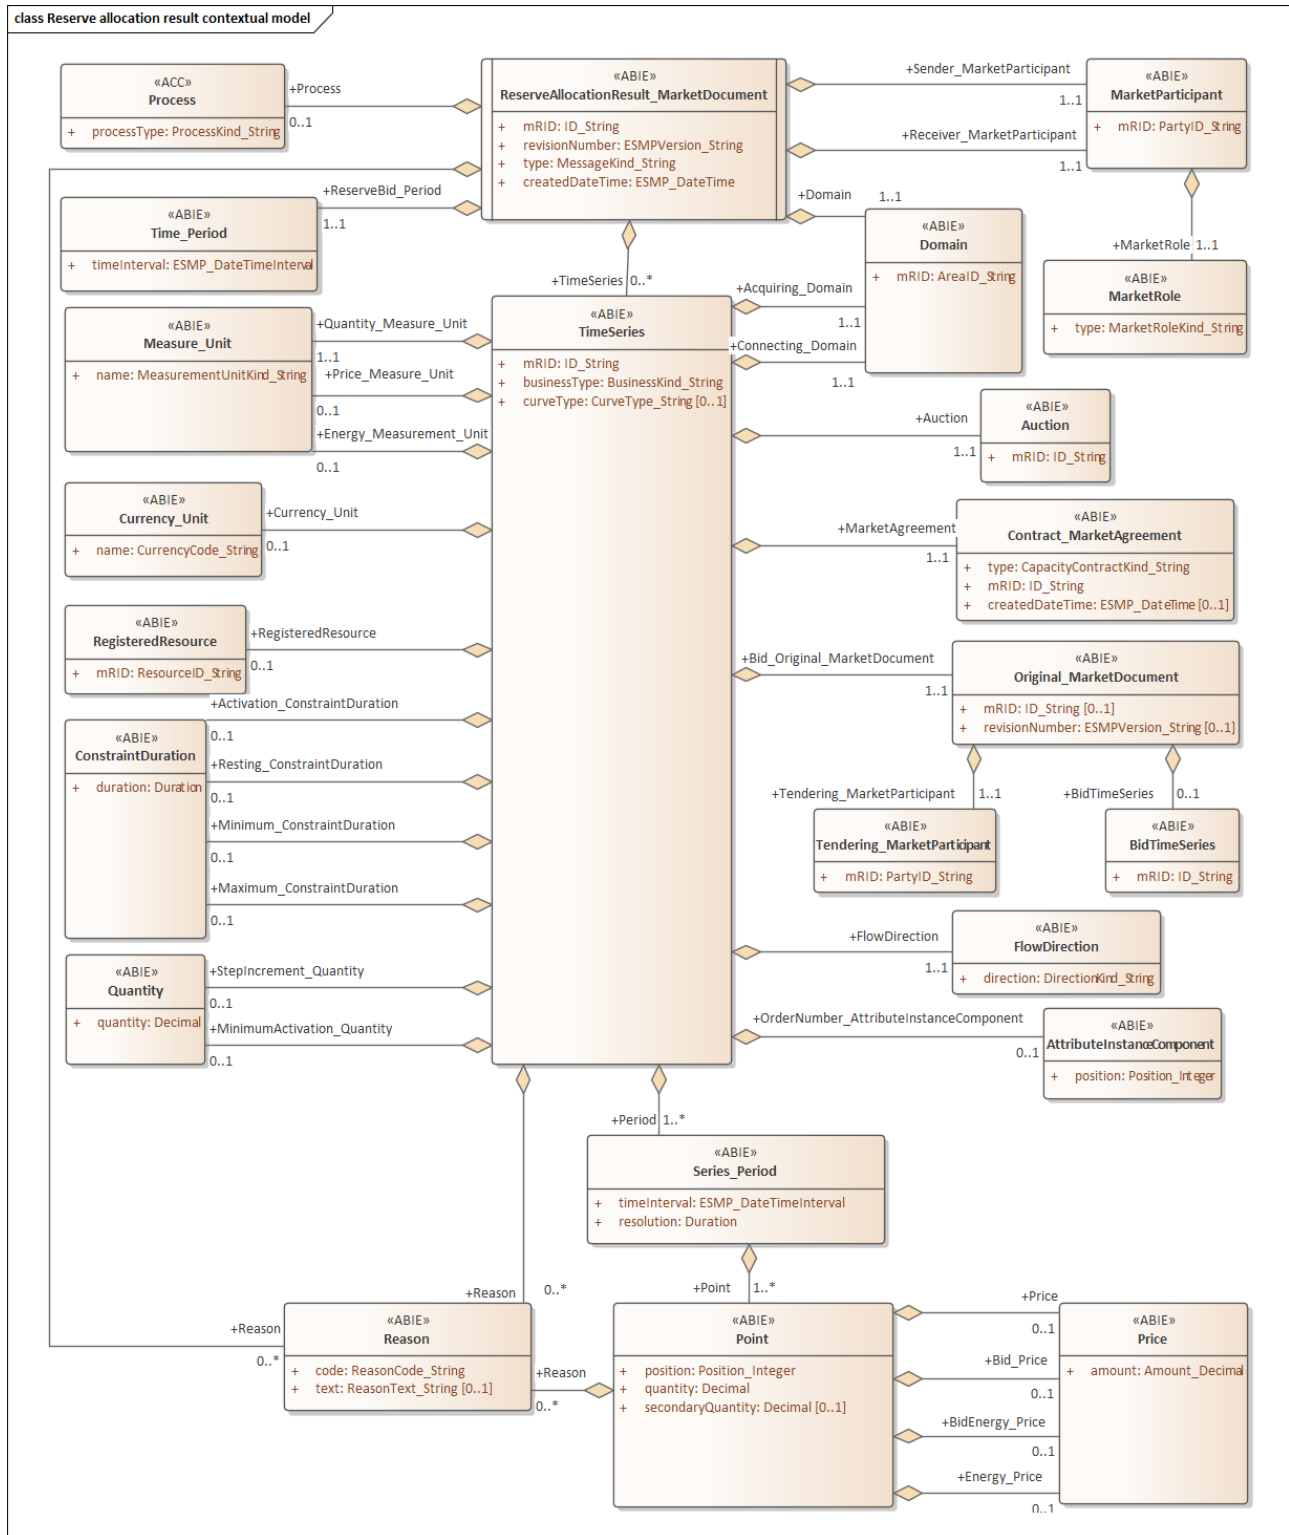 class Reserve allocation result contextual model
«ACC»
Process
+ processType: ProcessKind_String
+Process
0..1
«ABIE»
ReserveAllocationResult_MarketDocument
+ mRID: ID_String
+ revisionNumber: ESMPVersion_String
+ type: MessageKind_String
+ createdDateTime: ESMP_DateTime
+Sender_MarketParticipant
1..1
+Receiver_MarketParticipant
1..1
«ABIE»
MarketParticipant
+ mRID: PartyID_String
+ReserveBid_Period
1..1
«ABIE»
Time_Period
+ timeInterval: ESMP_DateTimeInterval
+Domain
1..1
«ABIE»
Domain
+ mRID: AreaID_String
+MarketRole
1..1
«ABIE»
MarketRole
+ type: MarketRoleKind_String
+TimeSeries
0..*
+Acquiring_Domain
1..1
+Connecting_Domain
1..1
«ABIE»
TimeSeries
+ mRID: ID_String
+ businessType: BusinessKind_String
+ curveType: CurveType_String [0..1]
«ABIE»
Measure_Unit
+ name: MeasurementUnitKind_String
+Quantity_Measure_Unit
1..1
+Price_Measure_Unit
0..1
+Energy_Measurement_Unit
0..1
+Auction
1..1
«ABIE»
Auction
+ mRID: ID_String
«ABIE»
Currency_Unit
+ name: CurrencyCode_String
+Currency_Unit
0..1
+MarketAgreement
1..1
«ABIE»
Contract_MarketAgreement
+ type: CapacityContractKind_String
+ mRID: ID_String
+ createdDateTime: ESMP_DateTime [0..1]
«ABIE»
RegisteredResource
+ mRID: ResourceID_String
+RegisteredResource
0..1
+Bid_Original_MarketDocument
1..1
«ABIE»
Original_MarketDocument
+ mRID: ID_String [0..1]
+ revisionNumber: ESMPVersion_String [0..1]
«ABIE»
ConstraintDuration
+ duration: Duration
+Activation_ConstraintDuration
0..1
+Resting_ConstraintDuration
0..1
+Minimum_ConstraintDuration
0..1
+Maximum_ConstraintDuration
0..1
+Tendering_MarketParticipant
1..1
+BidTimeSeries
0..1
«ABIE»
Tendering_MarketParticipant
+ mRID: PartyID_String
«ABIE»
BidTimeSeries
+ mRID: ID_String
«ABIE»
Quantity
+ quantity: Decimal
+StepIncrement_Quantity
0..1
+MinimumActivation_Quantity
0..1
+FlowDirection
1..1
«ABIE»
FlowDirection
+ direction: DirectionKind_String
+OrderNumber_AttributeInstanceComponent
0..1
«ABIE»
AttributeInstanceComponent
+ position: Position_Integer
+Period
1..*
«ABIE»
Series_Period
+ timeInterval: ESMP_DateTimeInterval
+ resolution: Duration
+Reason
0..*
+Reason
0..*
«ABIE»
Reason
+ code: ReasonCode_String
+ text: ReasonText_String [0..1]
+Reason
0..*
+Point
1..*
«ABIE»
Point
+ position: Position_Integer
+ quantity: Decimal
+ secondaryQuantity: Decimal [0..1]
+Price
0..1
+Bid_Price
0..1
+BidEnergy_Price
0..1
+Energy_Price
0..1
«ABIE»
Price
+ amount: Amount_Decimal